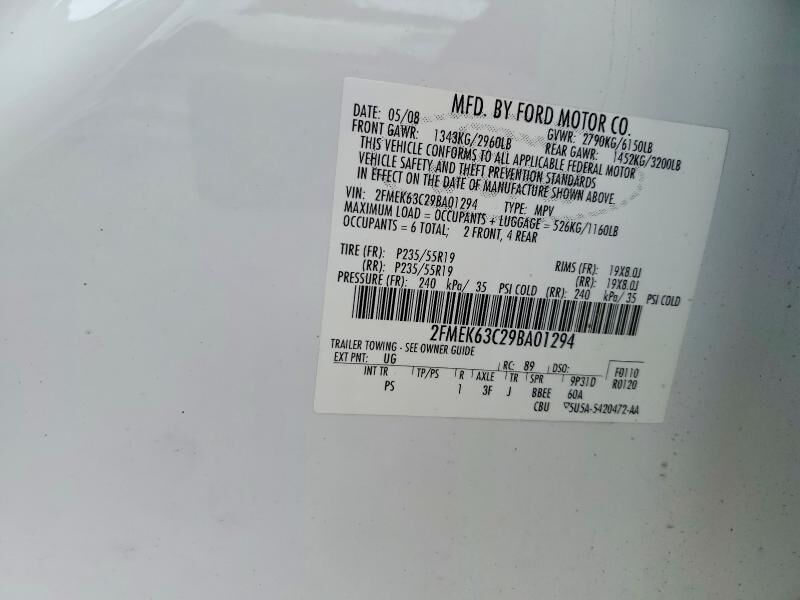 MFD. BY FORD MOTOR CO.
DATE: 05/08 GVWR: 2790KG/6150LB
FRONT GAWR: 1343KG/2960LB REAR GAWR: 1452KG/3200LB
THIS VEHICLE CONFORMS TO ALL APPLICABLE FEDERAL MOTOR
VEHICLE SAFETY AND THEFT PREVENTION STANDARDS
IN EFFECT ON THE DATE OF MANUFACTURE SHOWN ABOVE.
VIN: 2FMEK63C29BA01294 TYPE: MPV
MAXIMUM LOAD = OCCUPANTS + LUGGAGE = 526KG/1160LB
OCCUPANTS = 6 TOTAL; 2 FRONT, 4 REAR
TIRE (FR): P235/55R19 RIMS (FR): 19X8.0J
(RR): P235/55R19 (RR): 19X8.0J
PRESSURE (FR): 240 kPa/ 35 PSI COLD (RR): 240 kPa/ 35 PSI COLD
2FMEK63C29BA01294
TRAILER TOWING - SEE OWNER GUIDE
EXT PNT: UG RC: 89 DSO: F0110
INT TR TP/PS R AXLE TR SPR 9P31D R0120
PS 1 3F J BBEE 60A
CBU ▽5U5A-5420472-AA